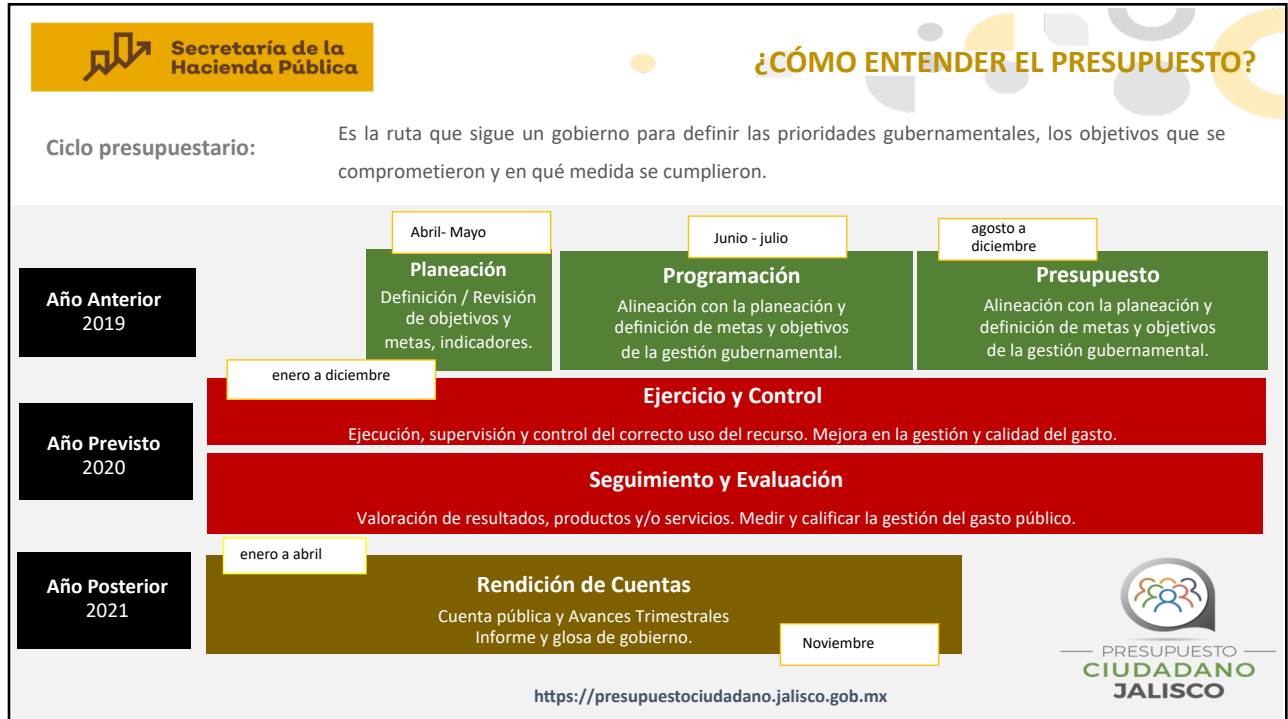 Secretaría de la
Hacienda Pública
¿CÓMO ENTENDER EL PRESUPUESTO?
Ciclo presupuestario:
Es la ruta que sigue un gobierno para definir las prioridades gubernamentales, los objetivos que se
comprometieron y en qué medida se cumplieron.
Año Anterior
2019
Abril- Mayo
Planeación
Definición / Revisión
de objetivos y
metas, indicadores.
Junio - julio
Programación
Alineación con la planeación y
definición de metas y objetivos
de la gestión gubernamental.
agosto a
diciembre
Presupuesto
Alineación con la planeación y
definición de metas y objetivos
de la gestión gubernamental.
Año Previsto
2020
enero a diciembre
Ejercicio y Control
Ejecución, supervisión y control del correcto uso del recurso. Mejora en la gestión y calidad del gasto.
Seguimiento y Evaluación
Valoración de resultados, productos y/o servicios. Medir y calificar la gestión del gasto público.
Año Posterior
2021
enero a abril
Rendición de Cuentas
Cuenta pública y Avances Trimestrales
Informe y glosa de gobierno.
Noviembre
PRESUPUESTO
CIUDADANO
JALISCO
https://presupuestociudadano.jalisco.gob.mx